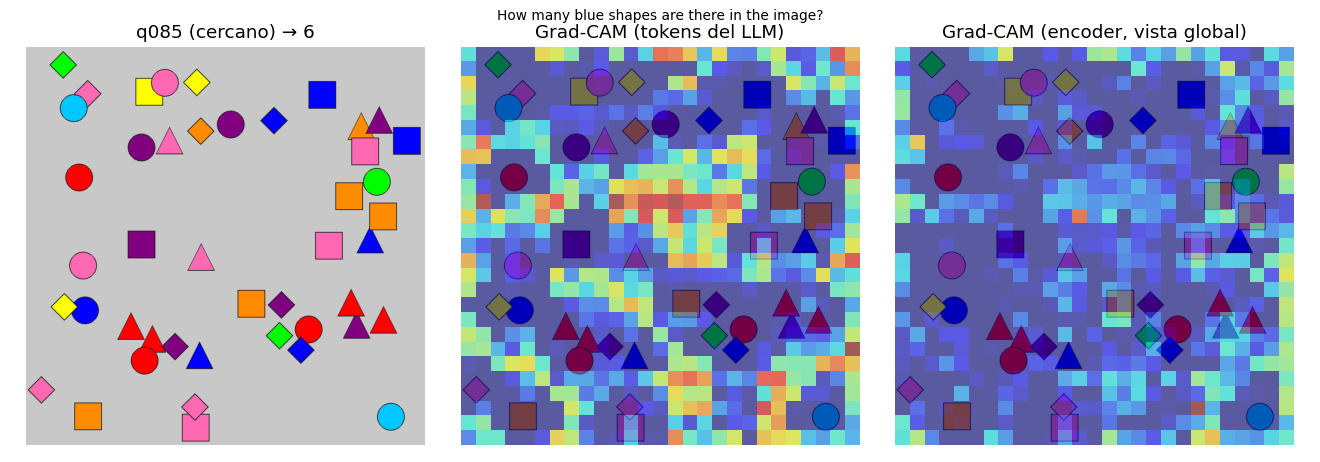 How many blue shapes are there in the image?
q085 (cercano) → 6
Grad-CAM (tokens del LLM)
Grad-CAM (encoder, vista global)